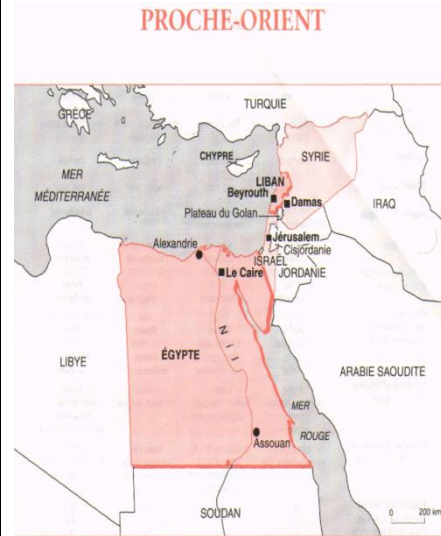 PROCHE-ORIENT
TURQUIE
GRÈCE
CHYPRE
SYRIE
MER
MÉDITERRANÉE
LIBAN
Beyrouth
Damas
IRAQ
Plateau du Golan
Jérusalem
Cisjordanie
Alexandrie
ISRAËL
JORDANIE
Le Caire
NIL
LIBYE
ÉGYPTE
ARABIE SAOUDITE
MER
ROUGE
Assouan
SOUDAN
0 200 km